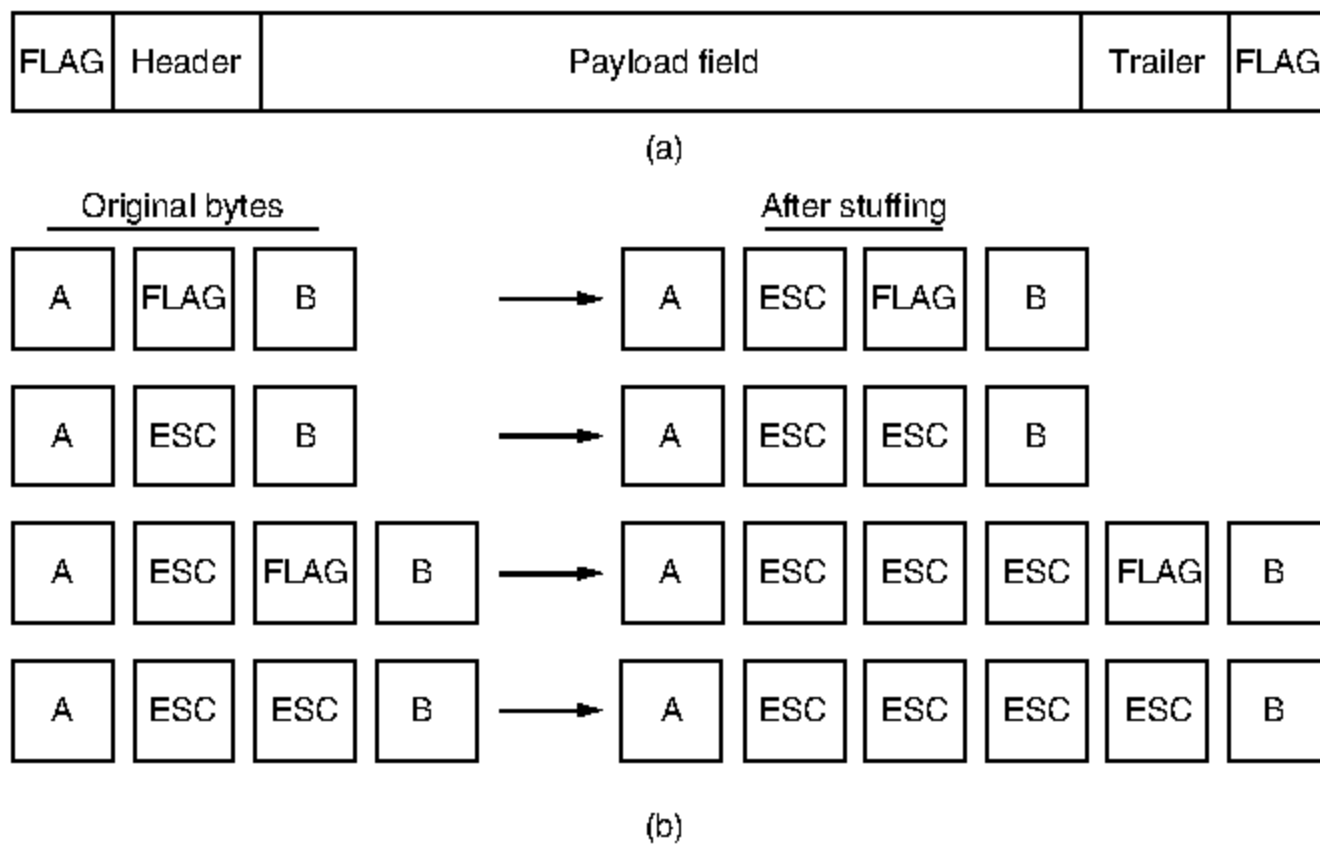 FLAG Header Payload field Trailer FLAG
(a)
Original bytes After stuffing
A FLAG B A ESC FLAG B
A ESC B A ESC ESC B
A ESC FLAG B A ESC ESC ESC FLAG B
A ESC ESC B A ESC ESC ESC ESC B
(b)